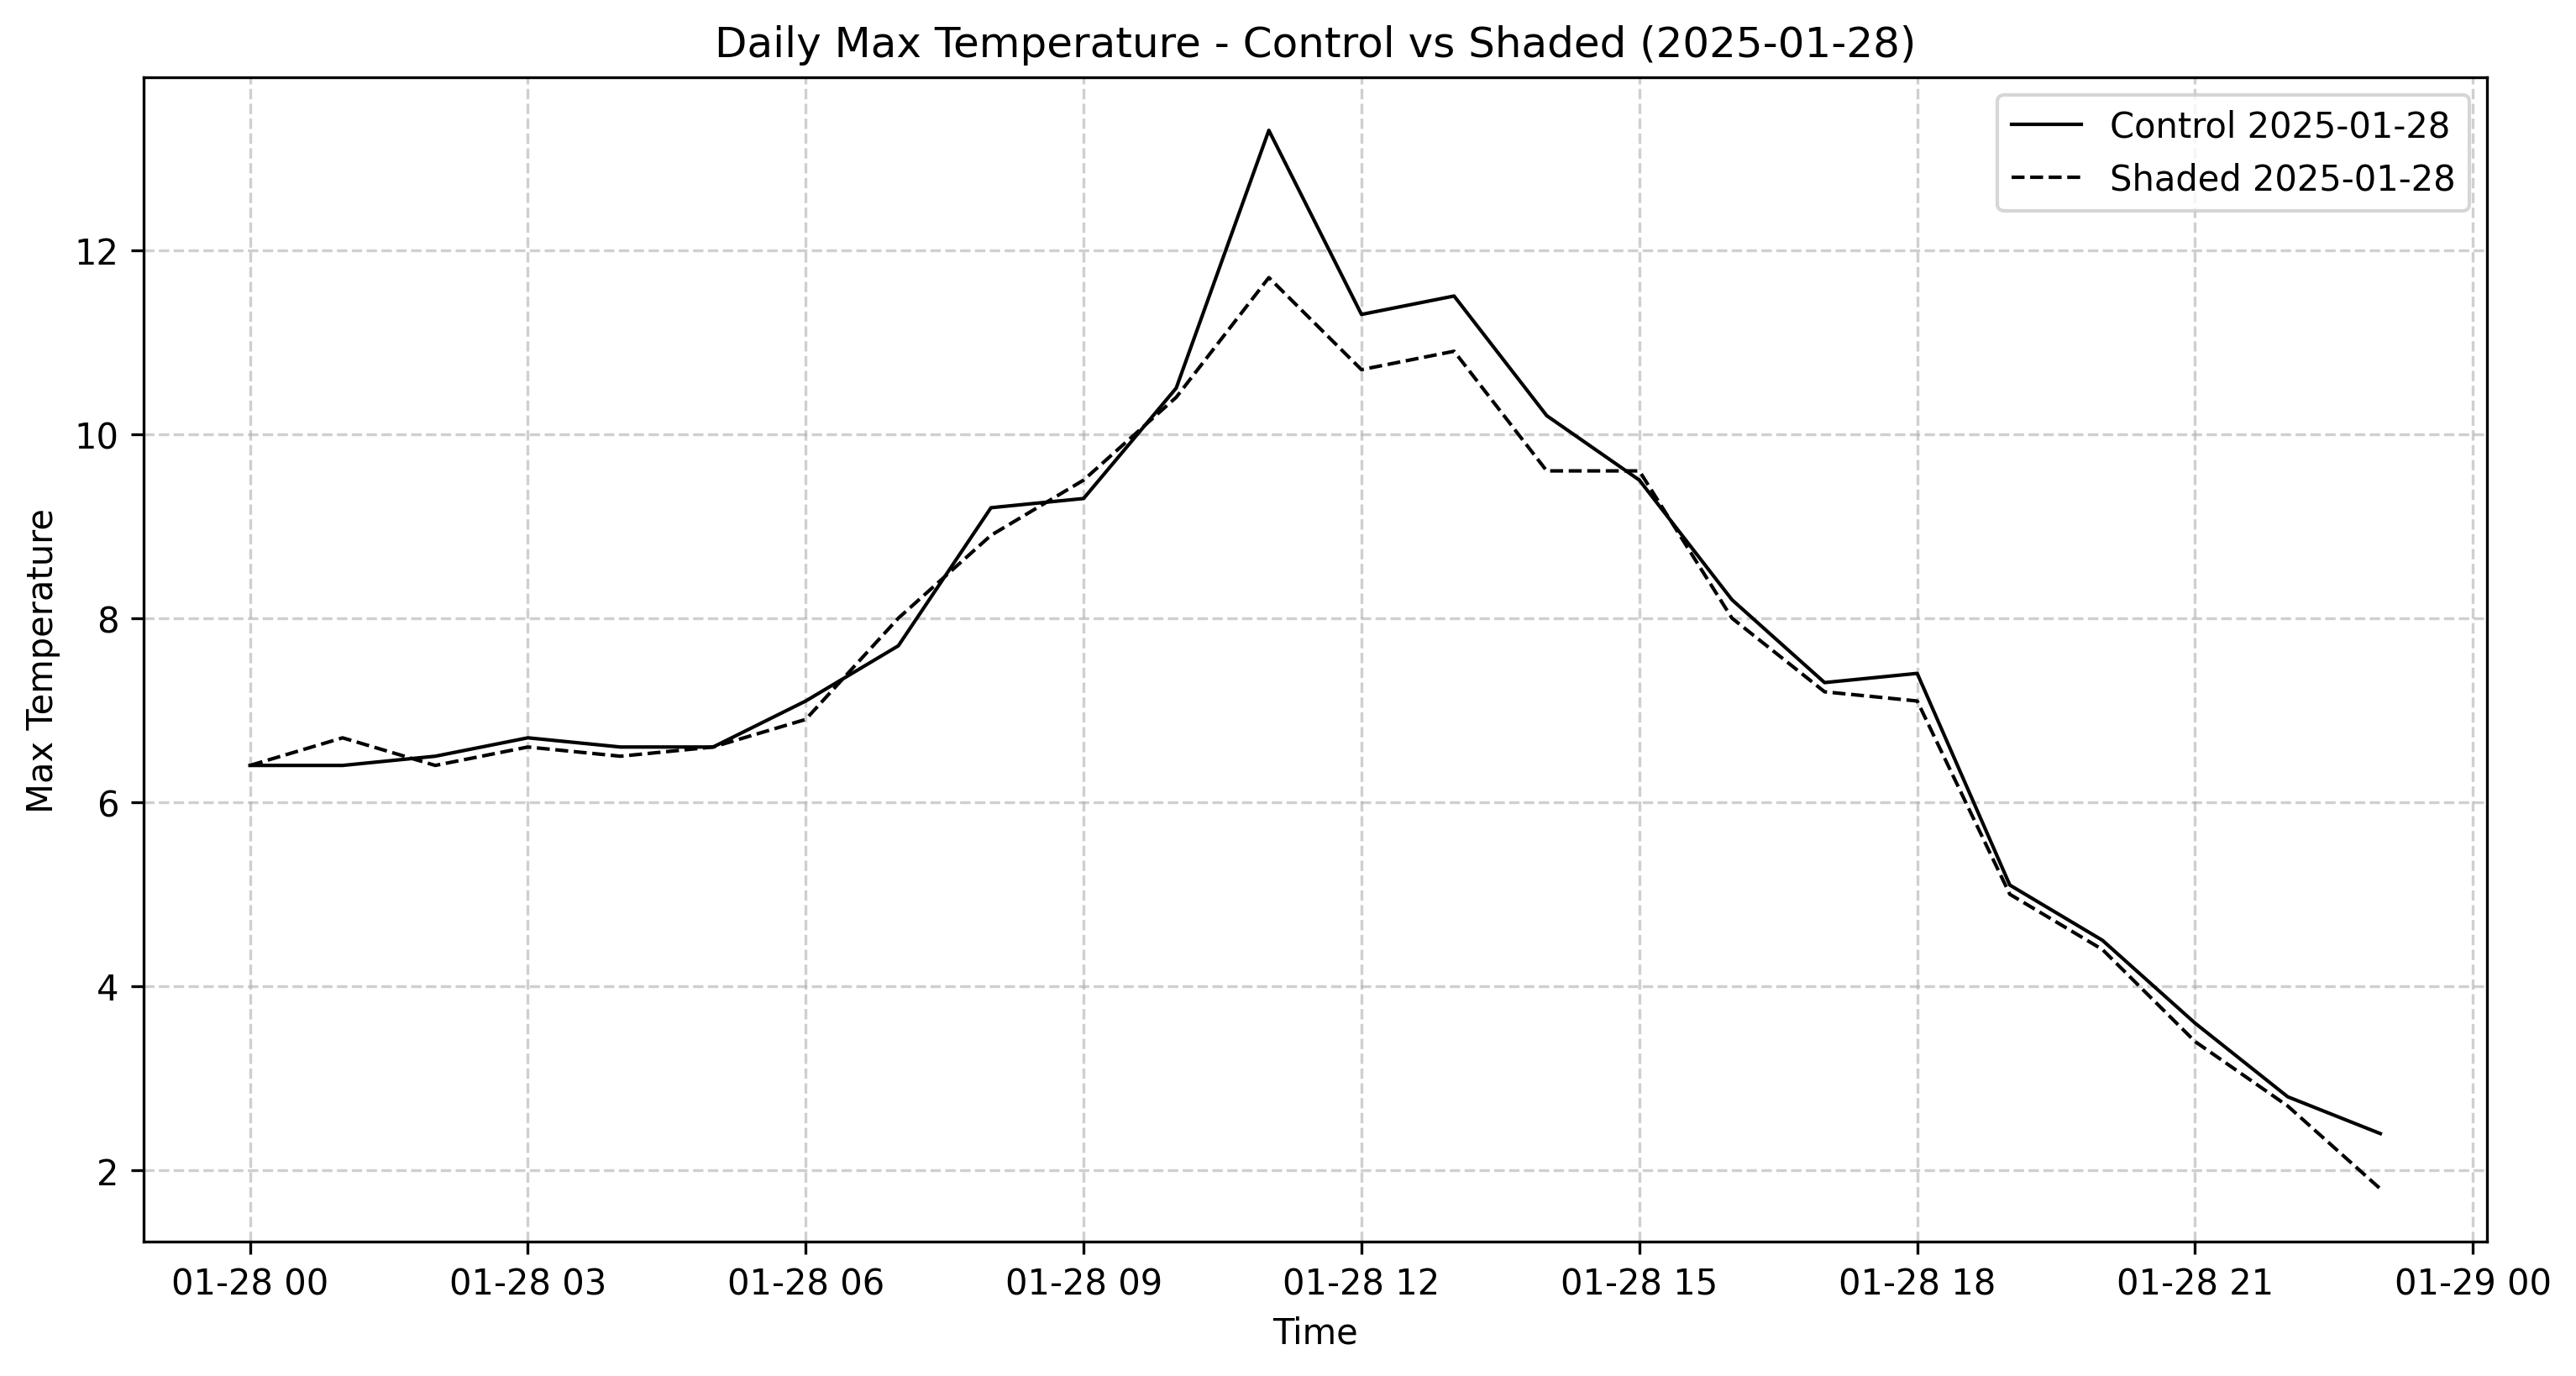 Daily Max Temperature - Control vs Shaded (2025-01-28)
Control 2025-01-28
Shaded 2025-01-28
Max Temperature
12
10
8
6
4
2
01-28 00 01-28 03 01-28 06 01-28 09 01-28 12 01-28 15 01-28 18 01-28 21 01-29 00
Time